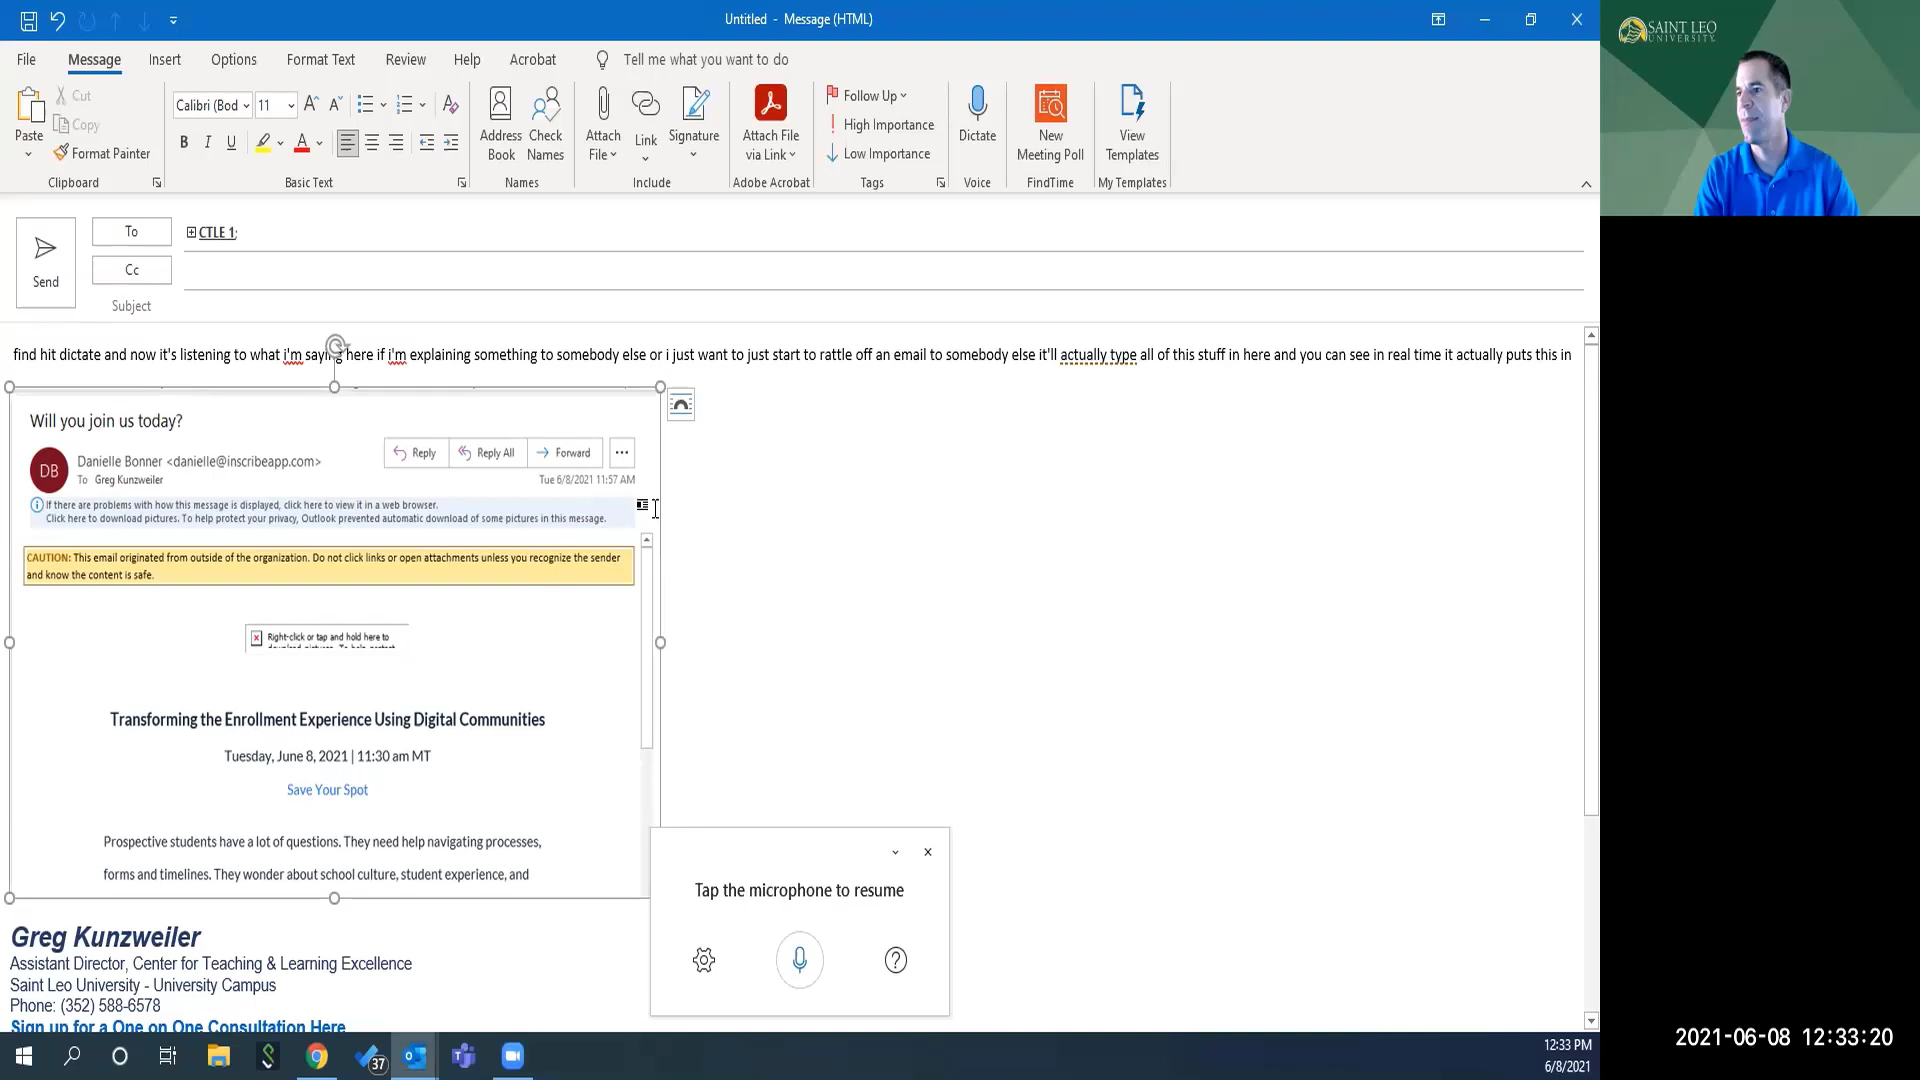 Untitled - Message (HTML)
SAINT LEO
UNIVERSITY
File Message Insert Options Format Text Review Help Acrobat Tell me what you want to do
Paste
Cut
Copy
Format Painter
Clipboard
Calibri (Bod 11
B I U A
Basic Text
Address Book
Check Names
Names
Attach File
Link
Signature
Include
Attach File via Link
Adobe Acrobat
Follow Up
High Importance
Low Importance
Tags
Dictate
Voice
New Meeting Poll
FindTime
View Templates
My Templates
Send
To
CTLE 1;
Cc
Subject
find hit dictate and now it's listening to what i'm saying here if i'm explaining something to somebody else or i just want to just start to rattle off an email to somebody else it'll actually type all of this stuff in here and you can see in real time it actually puts this in
Will you join us today?
DB
Danielle Bonner <danielle@inscribeapp.com>
To Greg Kunzweiler
Reply Reply All Forward
Tue 6/8/2021 11:57 AM
If there are problems with how this message is displayed, click here to view it in a web browser.
Click here to download pictures. To help protect your privacy, Outlook prevented automatic download of some pictures in this message.
CAUTION: This email originated from outside of the organization. Do not click links or open attachments unless you recognize the sender
and know the content is safe.
Right-click or tap and hold here to
download pictures. To help protect
Transforming the Enrollment Experience Using Digital Communities
Tuesday, June 8, 2021 | 11:30 am MT
Save Your Spot
Prospective students have a lot of questions. They need help navigating processes,
forms and timelines. They wonder about school culture, student experience, and
Tap the microphone to resume
Greg Kunzweiler
Assistant Director, Center for Teaching & Learning Excellence
Saint Leo University - University Campus
Phone: (352) 588-6578
Sign up for a One on One Consultation Here
37
12:33 PM
6/8/2021
2021-06-08 12:33:20